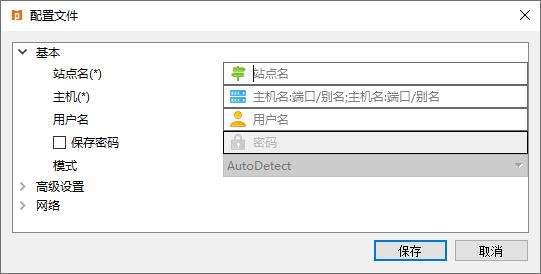 配置文件
基本
站点名(*) 站点名
主机(*) 主机名:端口/别名;主机名:端口/别名
用户名 用户名
保存密码 密码
模式 AutoDetect
高级设置
网络
保存 取消